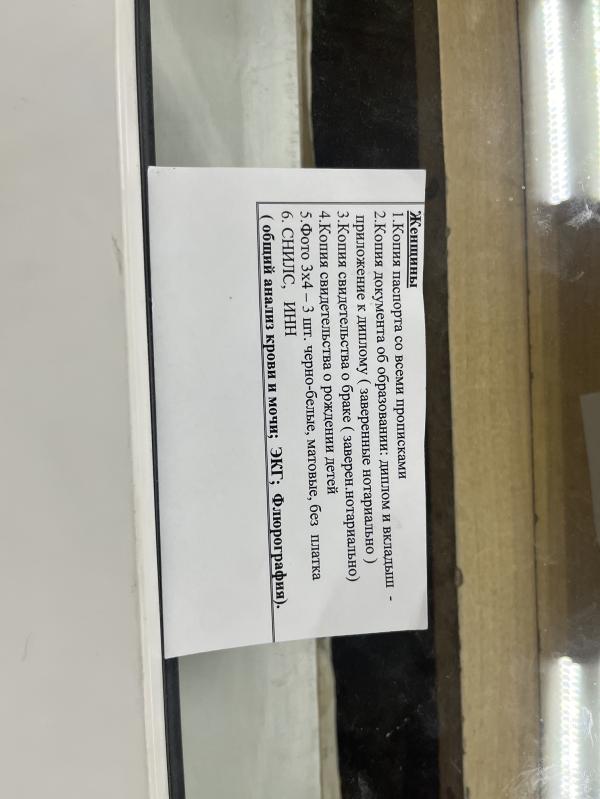 Женщины
1.Копия паспорта со всеми прописками
2.Копия документа об образовании: диплом и вкладыш -
приложение к диплому ( заверенные нотариально )
3.Копия свидетельства о браке ( заверен.нотариально)
4.Копия свидетельства о рождении детей
5.Фото 3х4 – 3 шт. черно-белые, матовые, без платка
6. СНИЛС, ИНН
( общий анализ крови и мочи; ЭКГ; Флюрография).